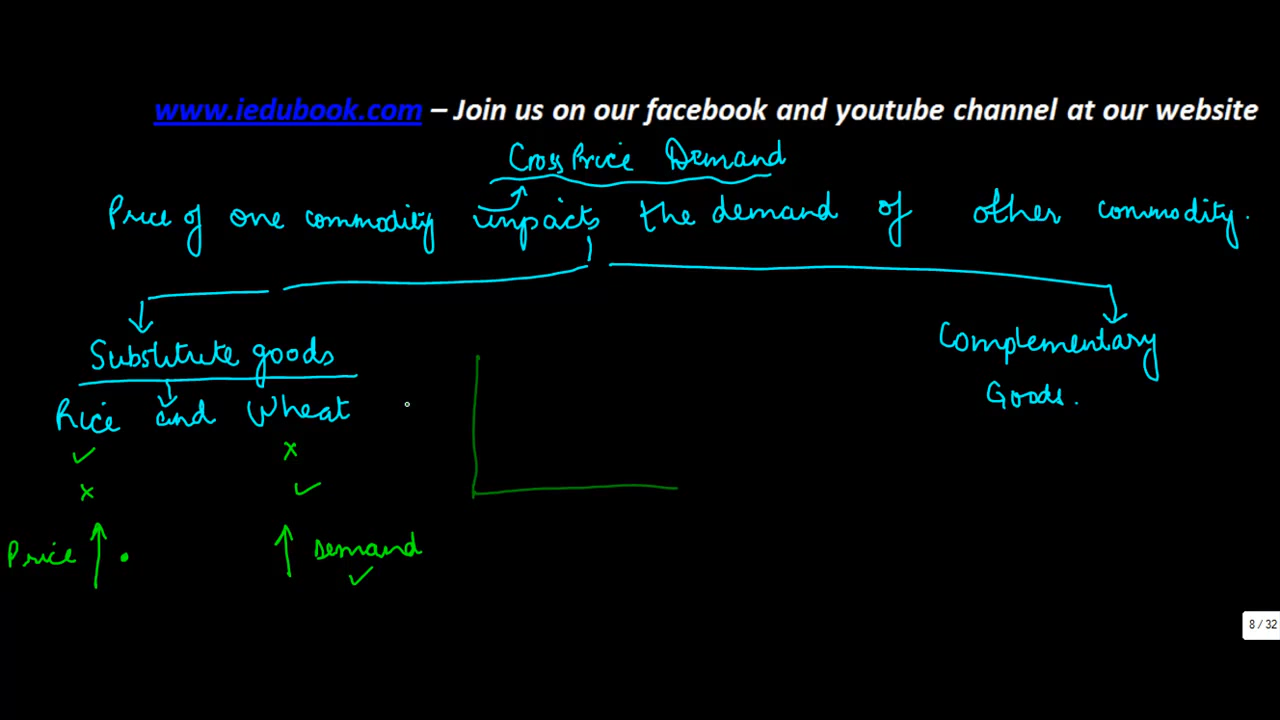 www.iedubook.com – Join us on our facebook and youtube channel at our website
Cross Price Demand
Price of one commodity impacts the demand of other commodity.
Substitute goods
Complementary
Goods.
Rice and Wheat
✓ x
x ✓
Price ↑ ↑ Demand
✓
8 / 32